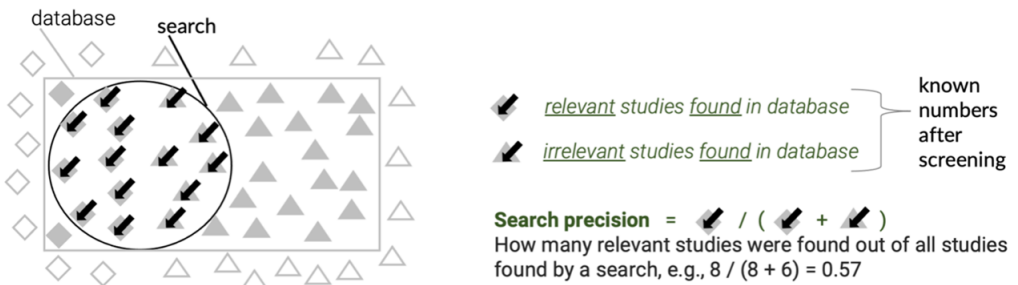 database
search
relevant studies found in database
irrelevant studies found in database
known
numbers
after
screening
Search precision = / ( + )
How many relevant studies were found out of all studies
found by a search, e.g., 8 / (8 + 6) = 0.57